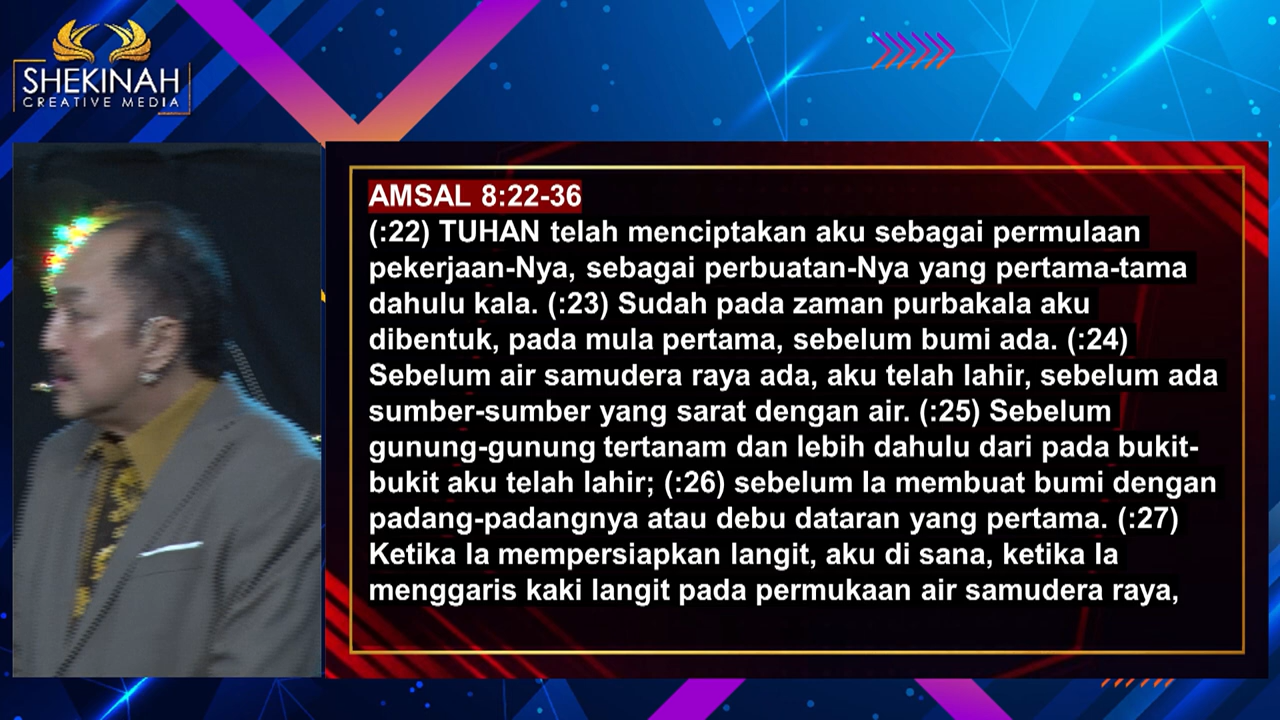 SHEKINAH
CREATIVE MEDIA
AMSAL 8:22-36
(:22) TUHAN telah menciptakan aku sebagai permulaan
pekerjaan-Nya, sebagai perbuatan-Nya yang pertama-tama
dahulu kala. (:23) Sudah pada zaman purbakala aku
dibentuk, pada mula pertama, sebelum bumi ada. (:24)
Sebelum air samudera raya ada, aku telah lahir, sebelum ada
sumber-sumber yang sarat dengan air. (:25) Sebelum
gunung-gunung tertanam dan lebih dahulu dari pada bukit-
bukit aku telah lahir; (:26) sebelum Ia membuat bumi dengan
padang-padangnya atau debu dataran yang pertama. (:27)
Ketika Ia mempersiapkan langit, aku di sana, ketika Ia
menggaris kaki langit pada permukaan air samudera raya,